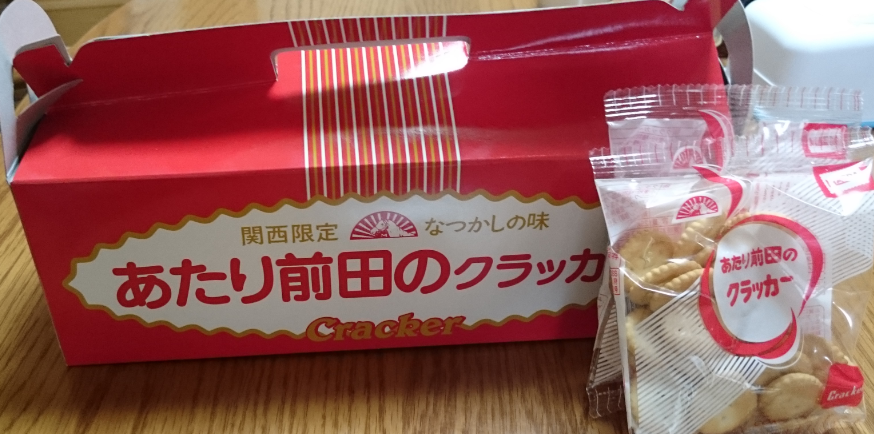 関西限定 なつかしの味
あたり前田のクラッカ
Cracker
あたり前田の
クラッカー
Cracke